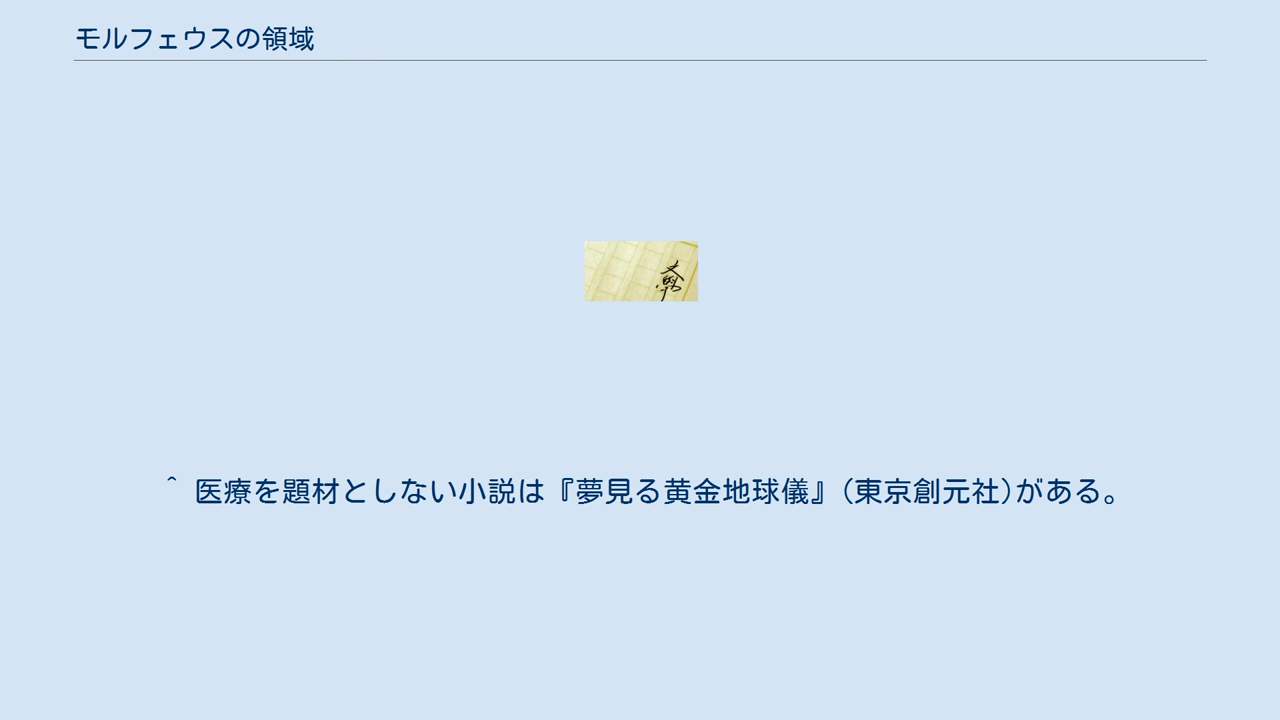 モルフェウスの領域
^ 医療を題材としない小説は『夢見る黄金地球儀』(東京創元社)がある。